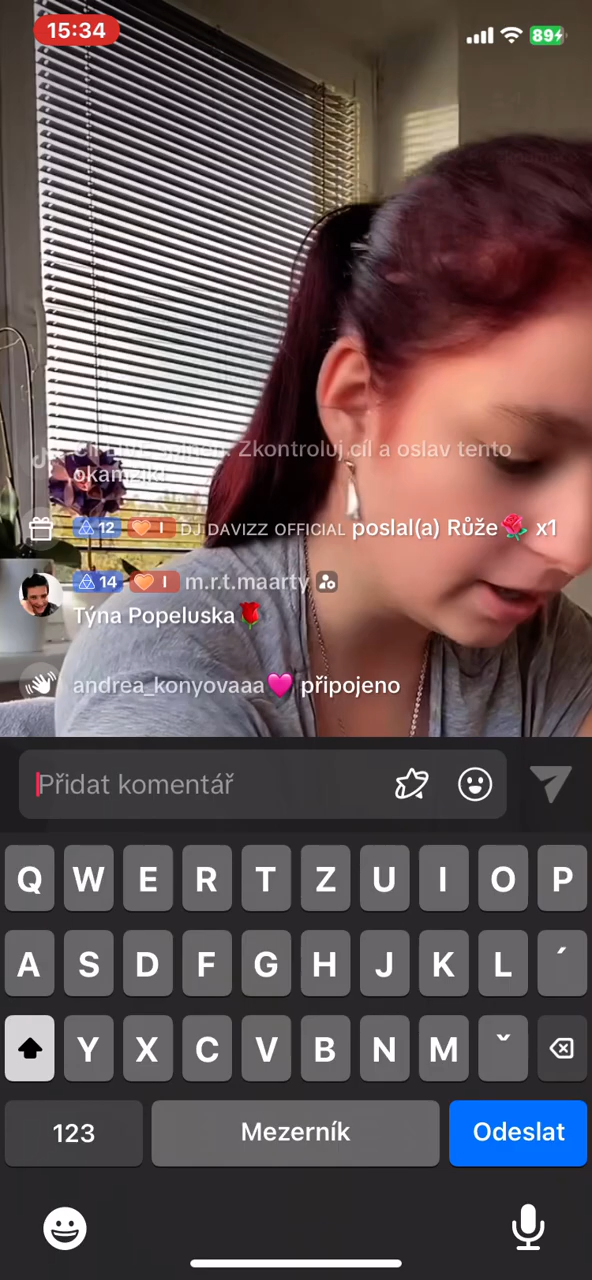 15:34
89
Zkontroluj cíl a oslav tento
okamžik!
12 I DJ DAVIZZ OFFICIAL poslal(a) Růže🌹 x1
14 I m.r.t.maarty
Týna Popeluska🌹
andrea_konyovaaa🩷 připojeno
Přidat komentář
Q W E R T Z U I O P
A S D F G H J K L ´
Y X C V B N M ˇ
123 Mezerník Odeslat